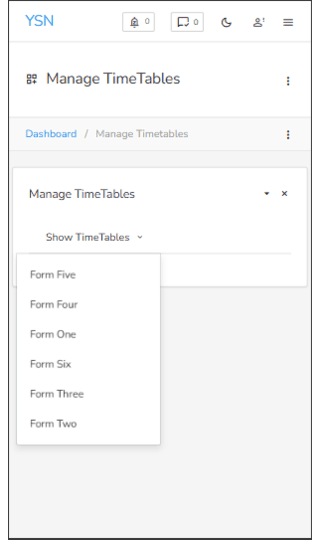 YSN 0 0
Manage TimeTables
Dashboard / Manage Timetables
Manage TimeTables
Show TimeTables
Form Five
Form Four
Form One
Form Six
Form Three
Form Two